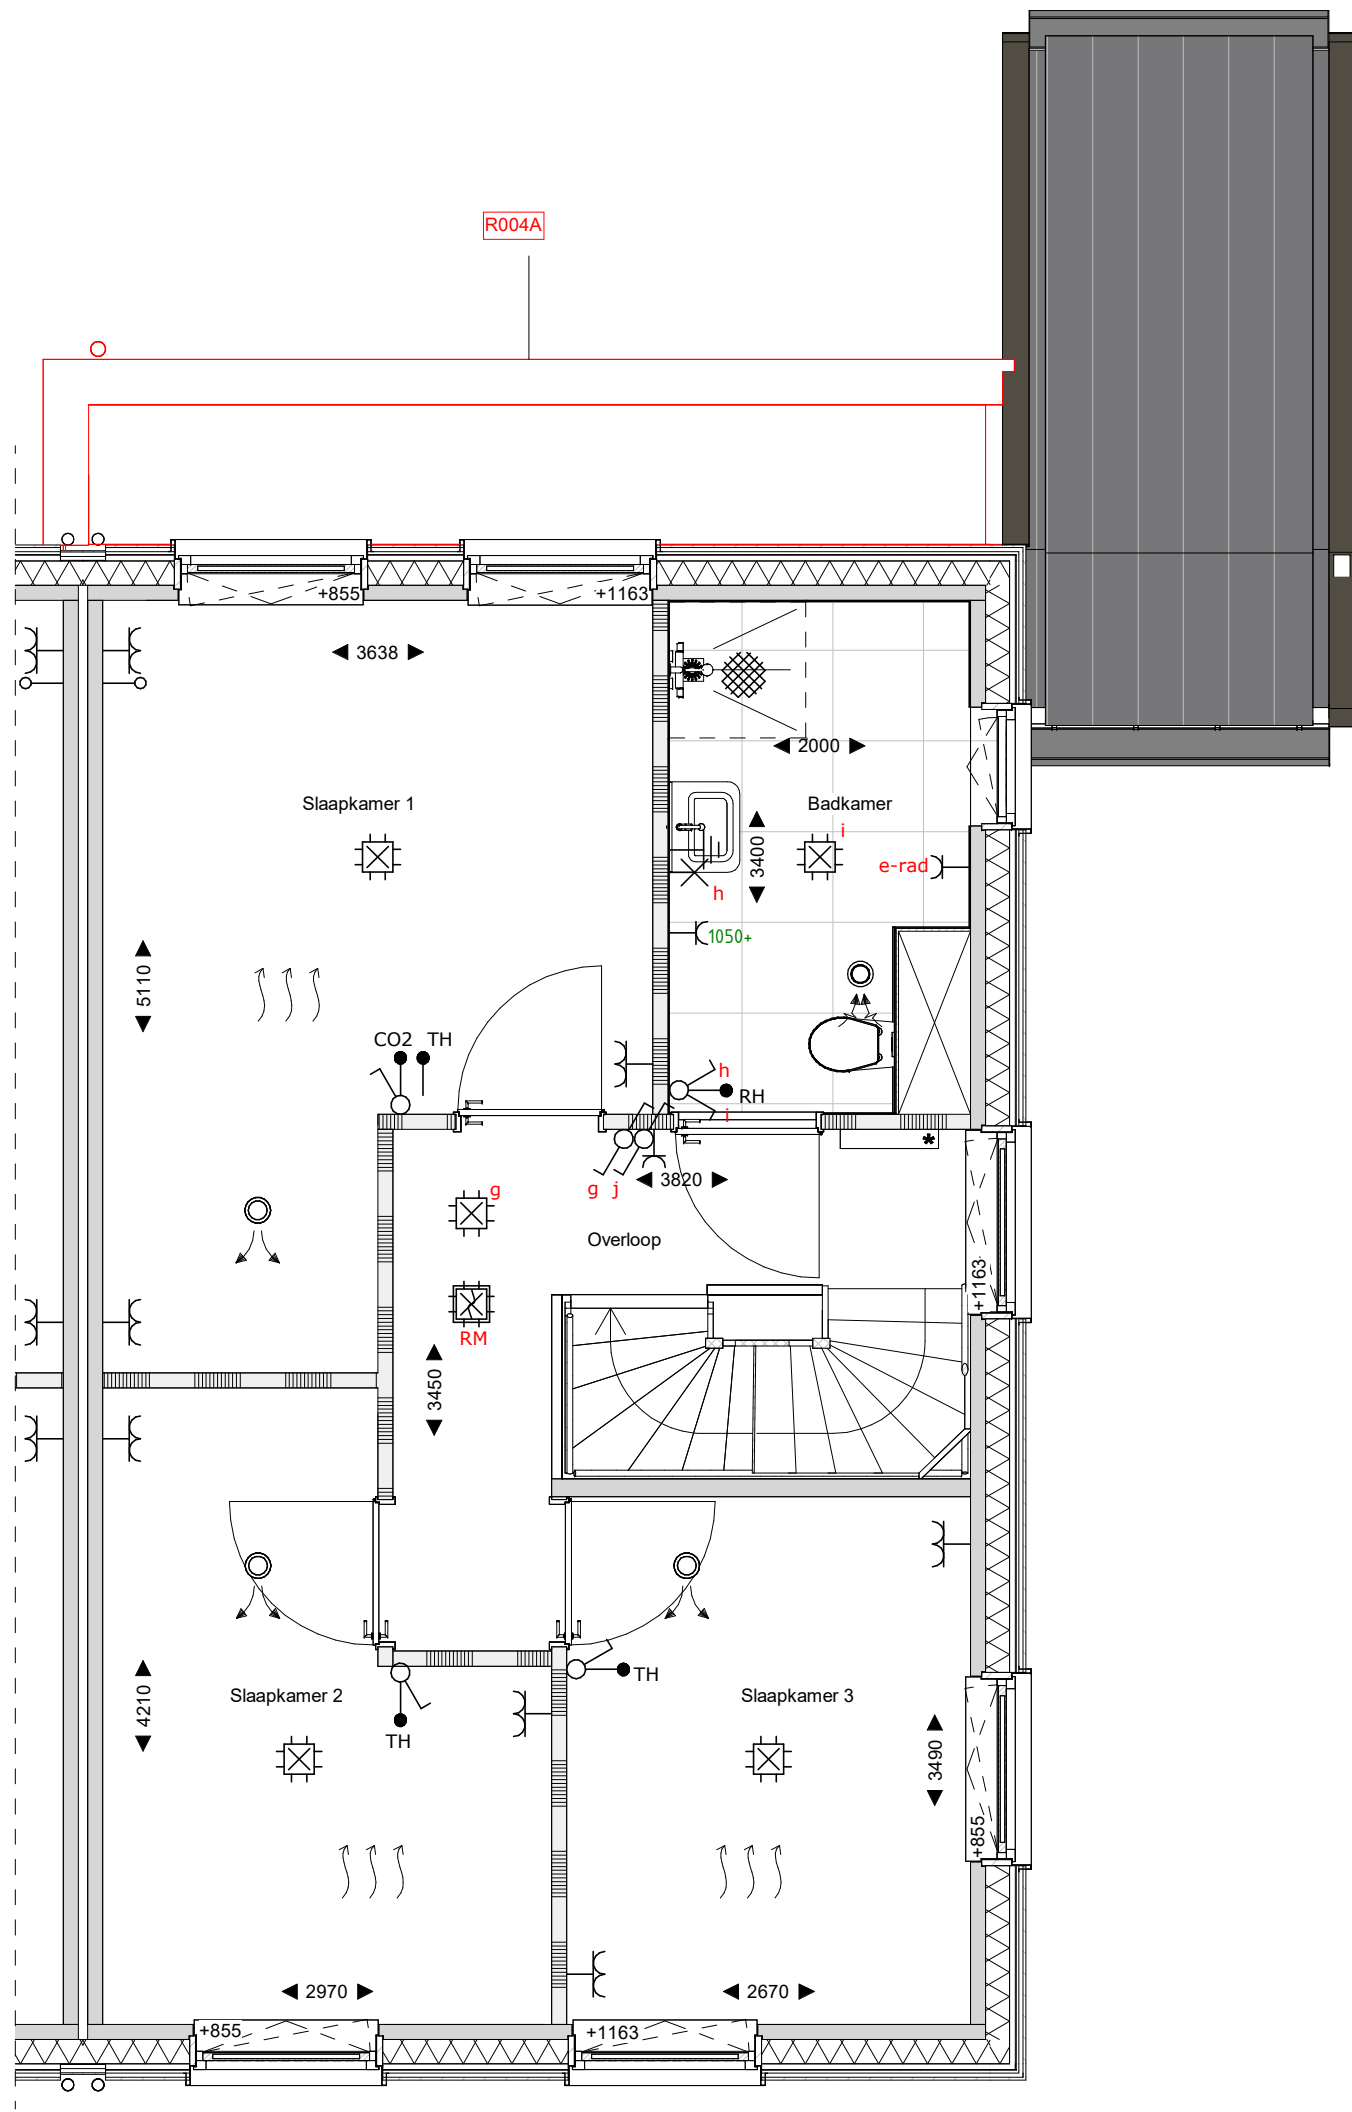 R004A
+855
+1163
3638
2000
Slaapkamer 1
Badkamer
i
3400
e-rad
h
1050+
5110
CO2 TH
h
RH
i
g j
3820
g
Overloop
*
+1163
RM
3450
TH
4210
Slaapkamer 2
Slaapkamer 3
TH
3490
+855
2970
2670
+855
+1163